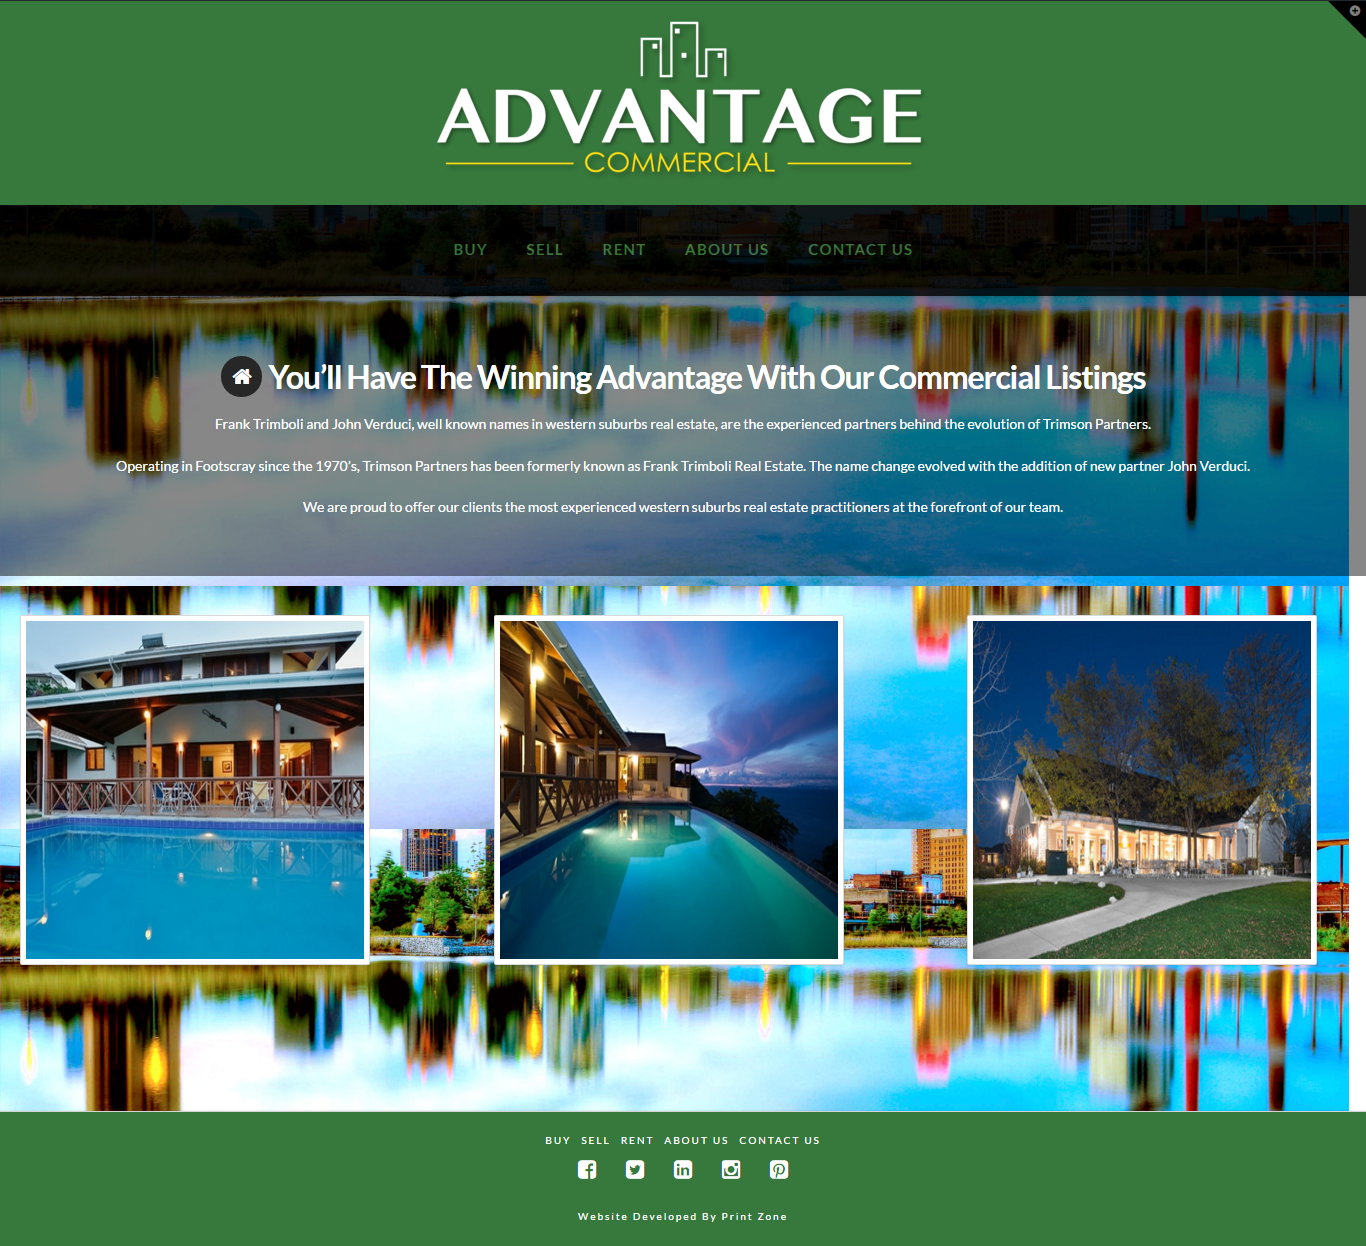 ADVANTAGE
COMMERCIAL
BUY SELL RENT ABOUT US CONTACT US
You’ll Have The Winning Advantage With Our Commercial Listings
Frank Trimboli and John Verduci, well known names in western suburbs real estate, are the experienced partners behind the evolution of Trimson Partners.
Operating in Footscray since the 1970’s, Trimson Partners has been formerly known as Frank Trimboli Real Estate. The name change evolved with the addition of new partner John Verduci.
We are proud to offer our clients the most experienced western suburbs real estate practitioners at the forefront of our team.
BUY SELL RENT ABOUT US CONTACT US
Website Developed By Print Zone